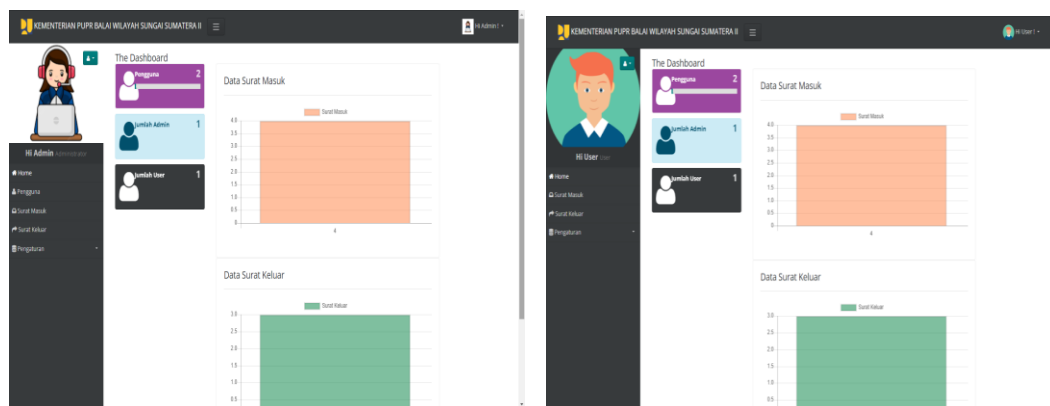 KEMENTERIAN PUPR BALAI WILAYAH SUNGAI SUMATERA II
Hi Admin !
The Dashboard
Pengguna 2
1
Jumlah Admin 1
Jumlah User 1
Hi Admin Administrator
Home
Pengguna
Surat Masuk
Surat Keluar
Pengaturan
Data Surat Masuk
Surat Masuk
4.0
3.5
3.0
2.5
2.0
1.5
1.0
0.5
0
4
Data Surat Keluar
Surat Keluar
3.0
2.5
2.0
1.5
1.0
0.5
KEMENTERIAN PUPR BALAI WILAYAH SUNGAI SUMATERA II
Hi User !
The Dashboard
Pengguna 2
1
Jumlah Admin 1
Jumlah User 1
Hi User User
Home
Surat Masuk
Surat Keluar
Pengaturan
Data Surat Masuk
Surat Masuk
4.0
3.5
3.0
2.5
2.0
1.5
1.0
0.5
0
4
Data Surat Keluar
Surat Keluar
3.0
2.5
2.0
1.5
1.0
0.5